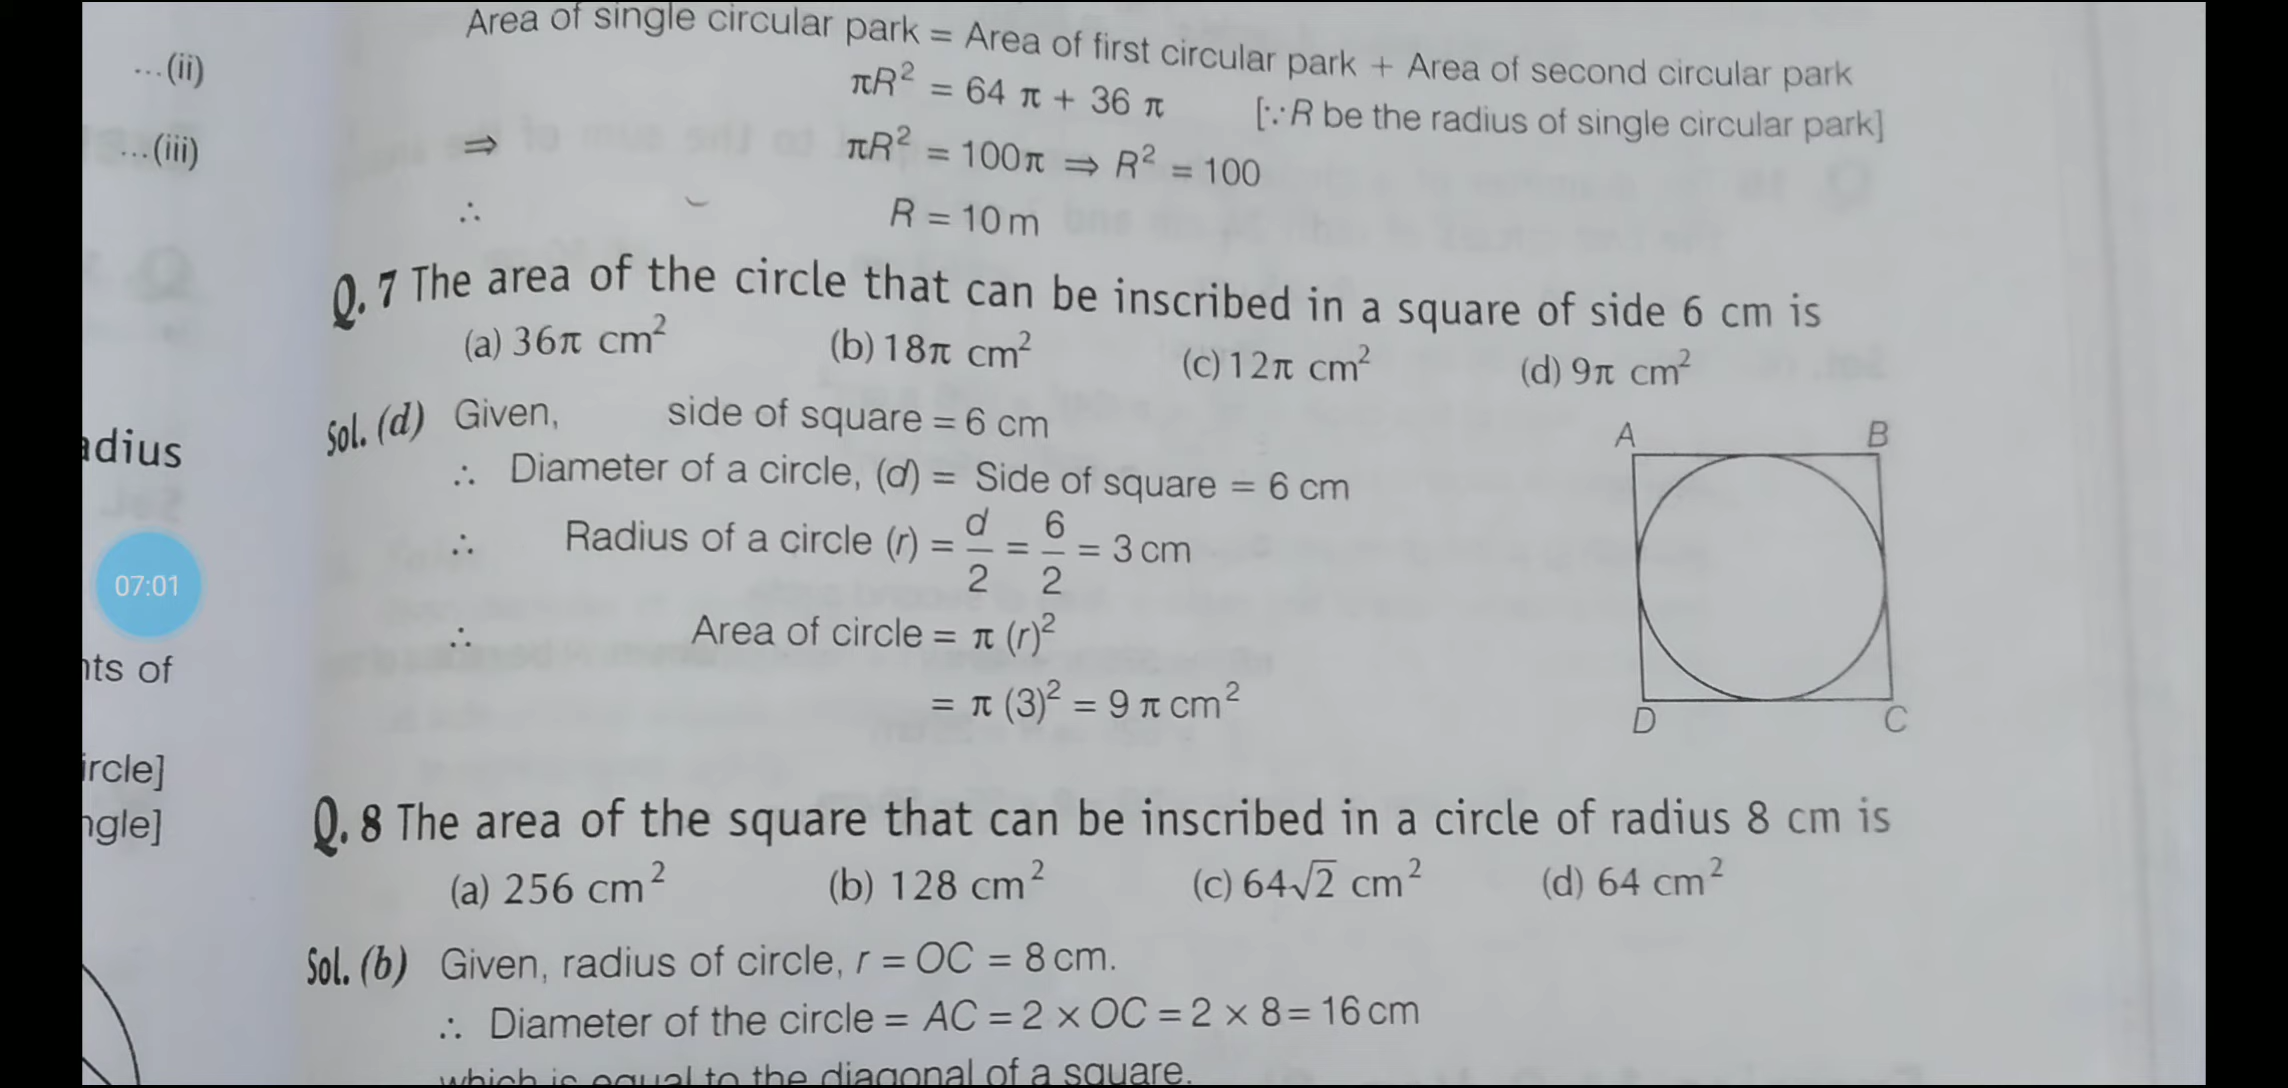 Area of single circular park = Area of first circular park + Area of second circular park
...(ii)
πR² = 64 π + 36 π [∵ R be the radius of single circular park]
...(iii)
⇒ πR² = 100π ⇒ R² = 100
∴ R = 10 m
Q. 7 The area of the circle that can be inscribed in a square of side 6 cm is
(a) 36π cm² (b) 18π cm² (c) 12π cm² (d) 9π cm²
Sol. (d) Given, side of square = 6 cm
adius
A B
∴ Diameter of a circle, (d) = Side of square = 6 cm
∴ Radius of a circle (r) = d/2 = 6/2 = 3 cm
07:01
∴ Area of circle = π (r)²
nts of
= π (3)² = 9 π cm²
D C
ircle]
ngle]
Q. 8 The area of the square that can be inscribed in a circle of radius 8 cm is
(a) 256 cm² (b) 128 cm² (c) 64√2 cm² (d) 64 cm²
Sol. (b) Given, radius of circle, r = OC = 8 cm.
∴ Diameter of the circle = AC = 2 × OC = 2 × 8 = 16 cm
which is equal to the diagonal of a square.